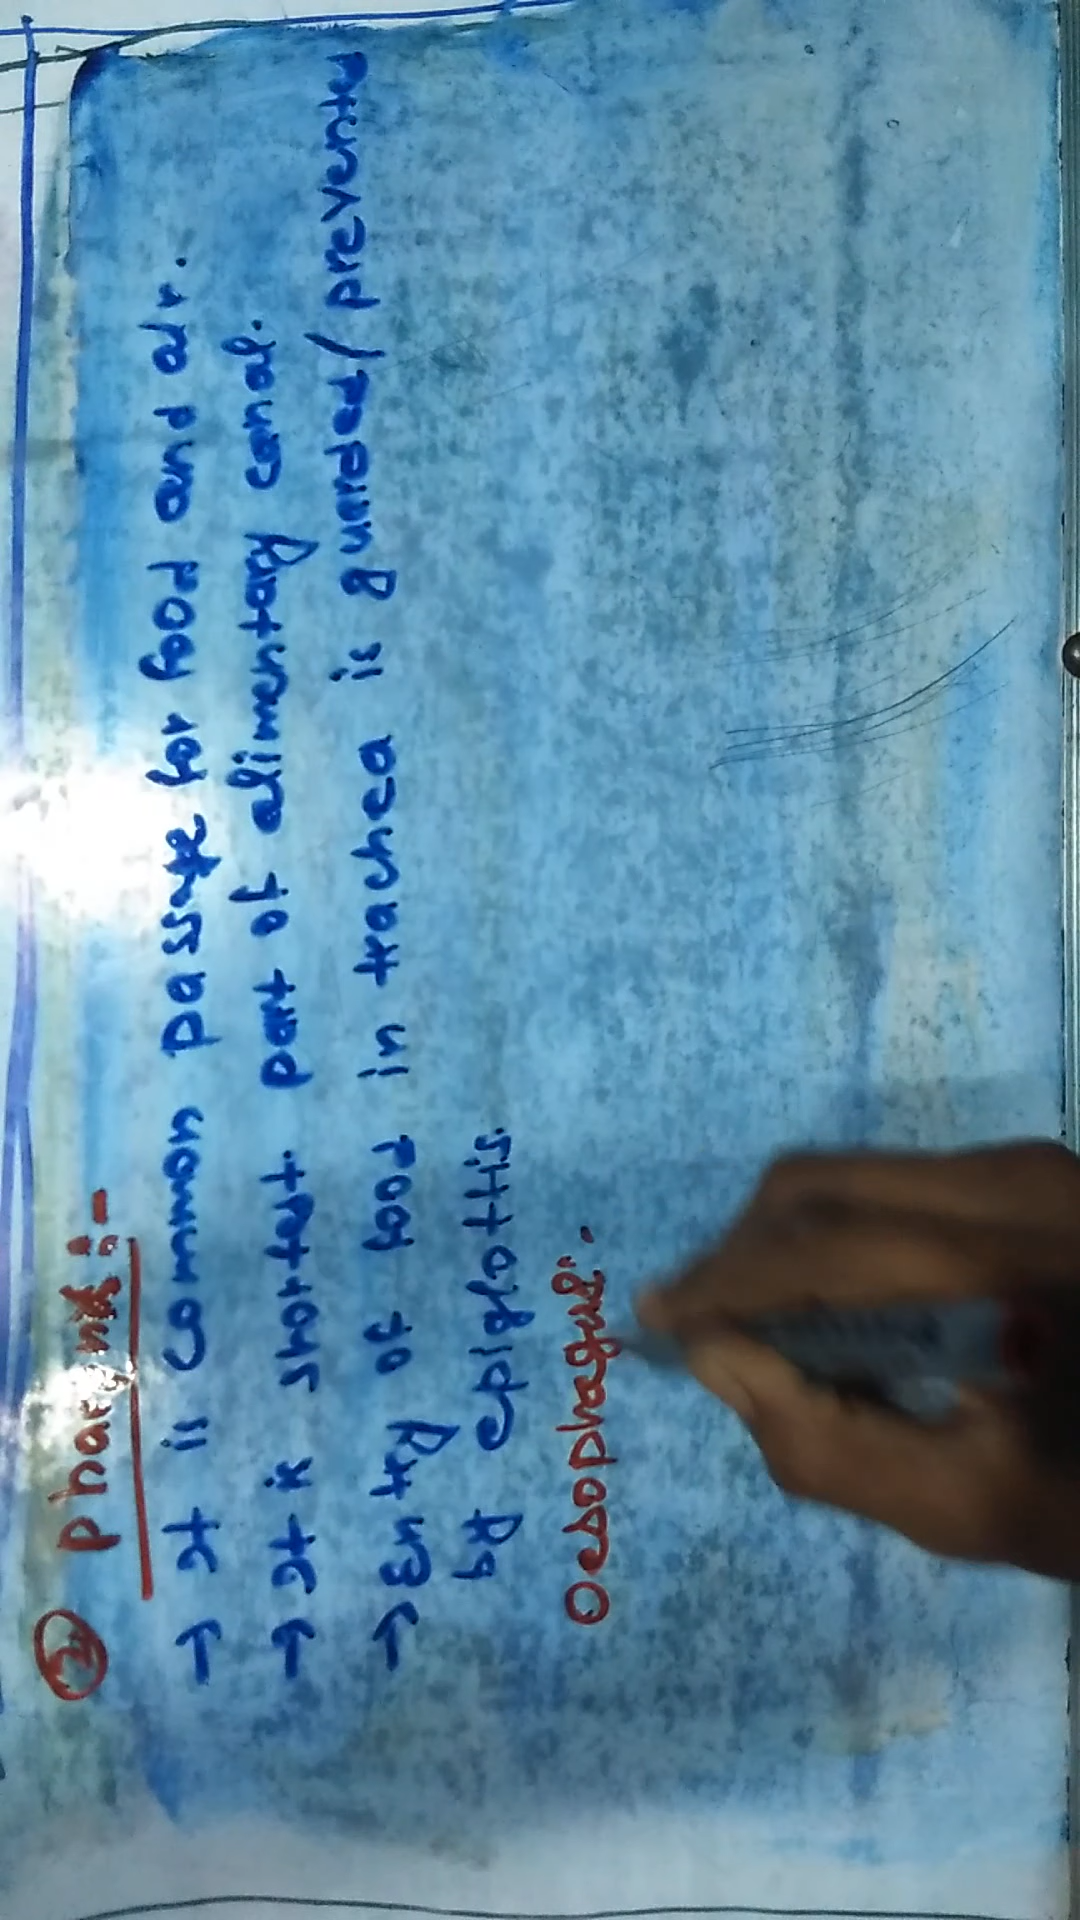 ② Pharynx :-
→ It is common passage for food and air.
→ It is shortest part of alimentary canal.
→ Entry of food in trachea is guarded/prevented
by epiglottis.
Oesophagus:-